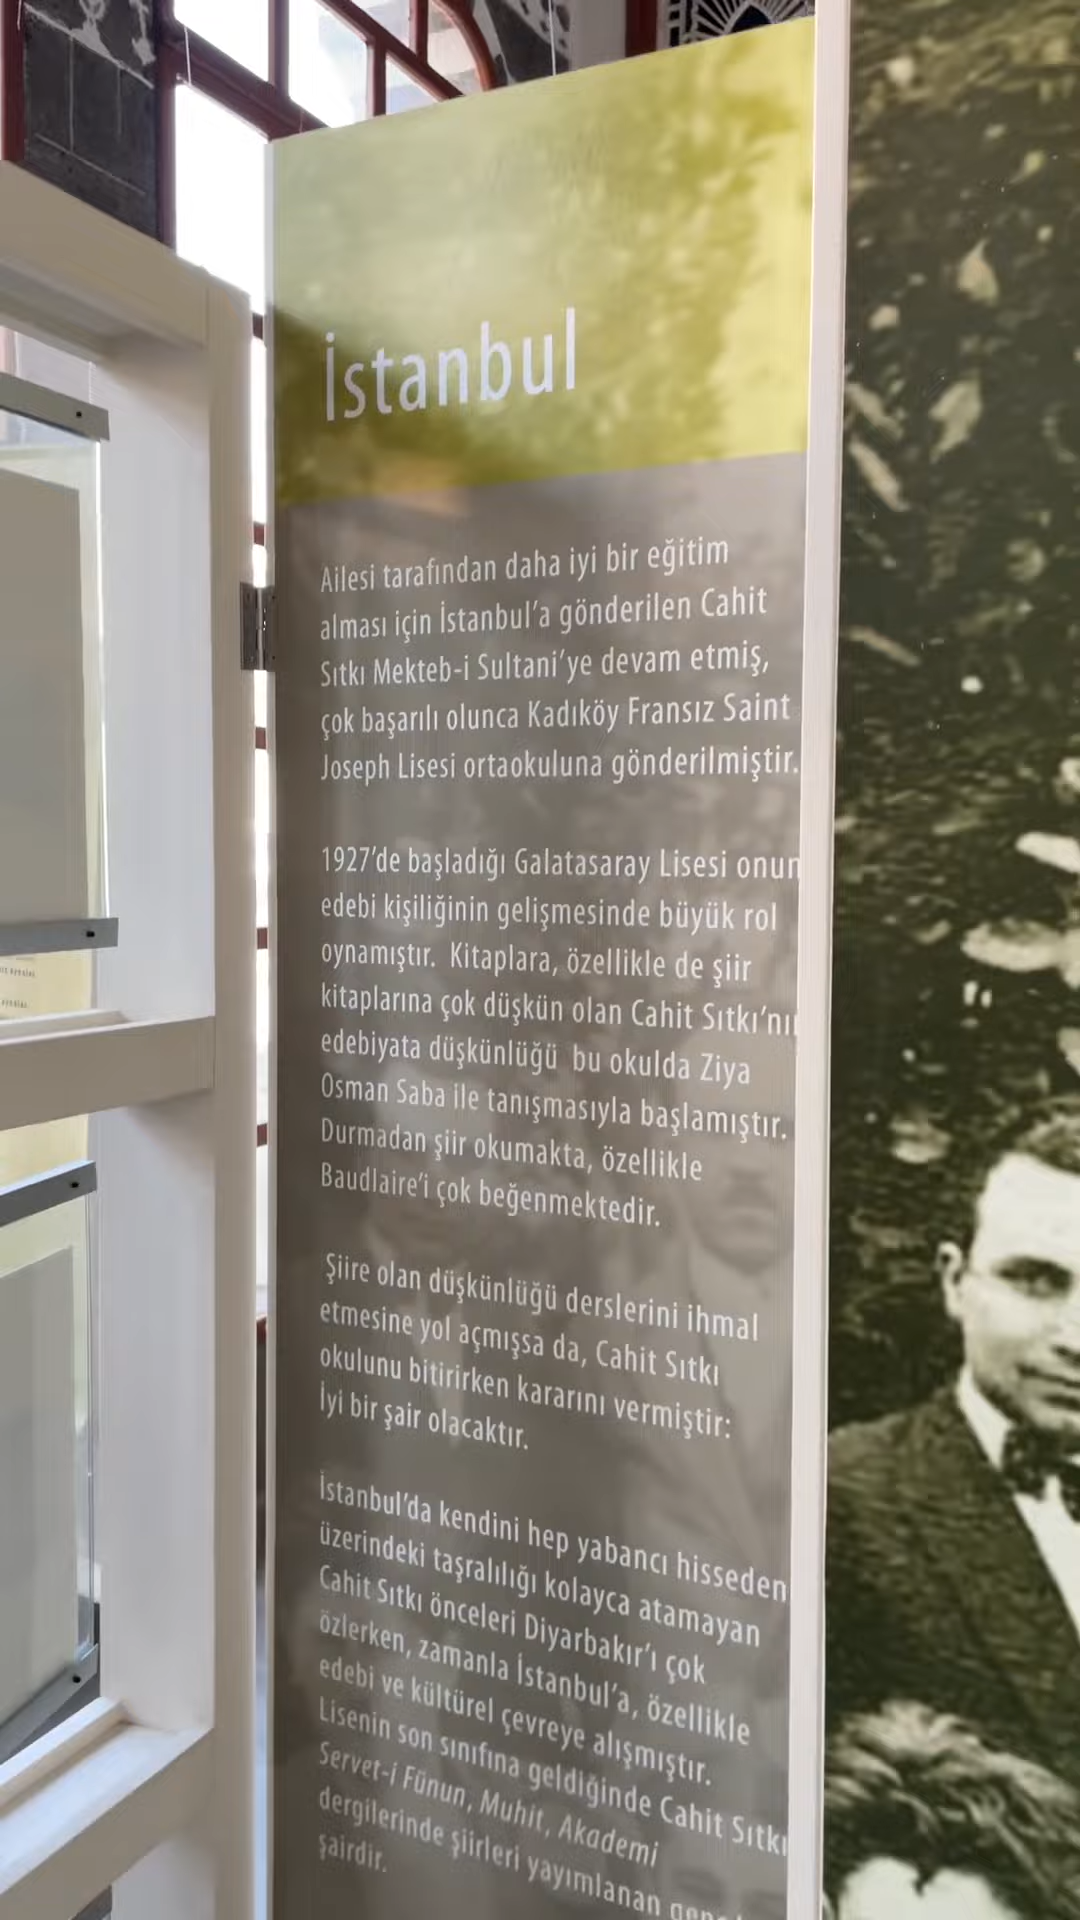 İstanbul
Ailesi tarafından daha iyi bir eğitim
alması için İstanbul'a gönderilen Cahit
Sıtkı Mekteb-i Sultani'ye devam etmiş,
çok başarılı olunca Kadıköy Fransız Saint
Joseph Lisesi ortaokuluna gönderilmiştir.
1927'de başladığı Galatasaray Lisesi onun
edebi kişiliğinin gelişmesinde büyük rol
oynamıştır. Kitaplara, özellikle de şiir
kitaplarına çok düşkün olan Cahit Sıtkı'nın
edebiyata düşkünlüğü bu okulda Ziya
Osman Saba ile tanışmasıyla başlamıştır.
Durmadan şiir okumakta, özellikle
Baudlaire'i çok beğenmektedir.
Şiire olan düşkünlüğü derslerini ihmal
etmesine yol açmışsa da, Cahit Sıtkı
okulunu bitirirken kararını vermiştir:
İyi bir şair olacaktır.
İstanbul'da kendini hep yabancı hisseden
üzerindeki taşralılığı kolayca atamayan
Cahit Sıtkı önceleri Diyarbakır'ı çok
özlerken, zamanla İstanbul'a, özellikle
edebi ve kültürel çevreye alışmıştır.
Lisenin son sınıfına geldiğinde Cahit Sıtkı
Servet-i Fünun, Muhit, Akademi
dergilerinde şiirleri yayımlanan
şairdir.